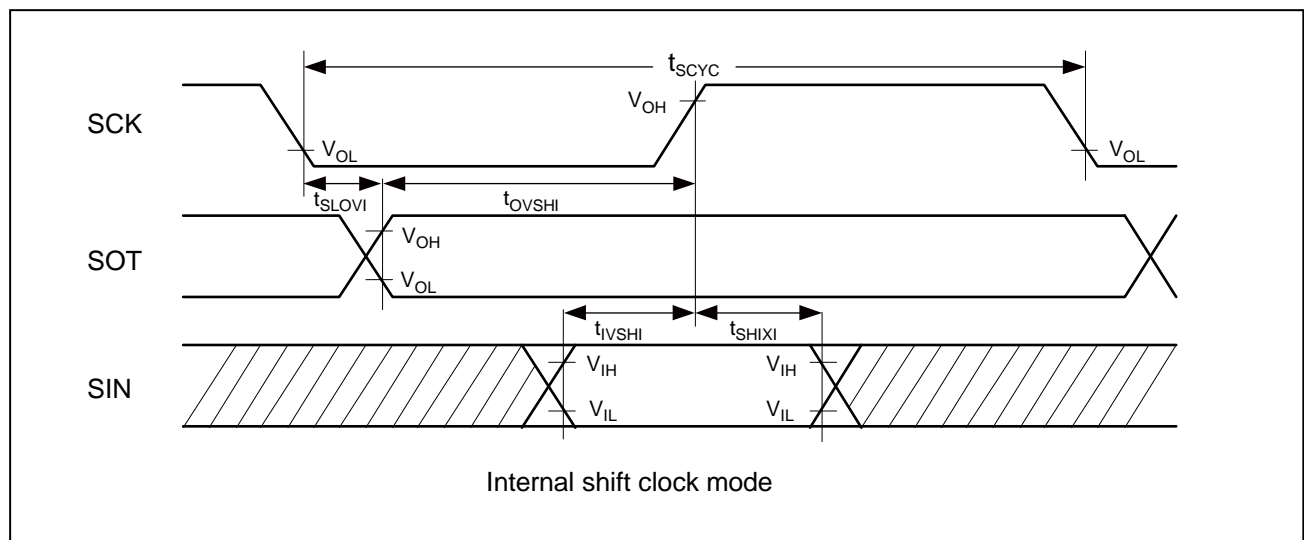 tSCYC
SCK
VOH
VOL
VOL
tSLOVI
tOVSHI
SOT
VOH
VOL
tIVSHI
tSHIXI
SIN
VIH
VIH
VIL
VIL
Internal shift clock mode